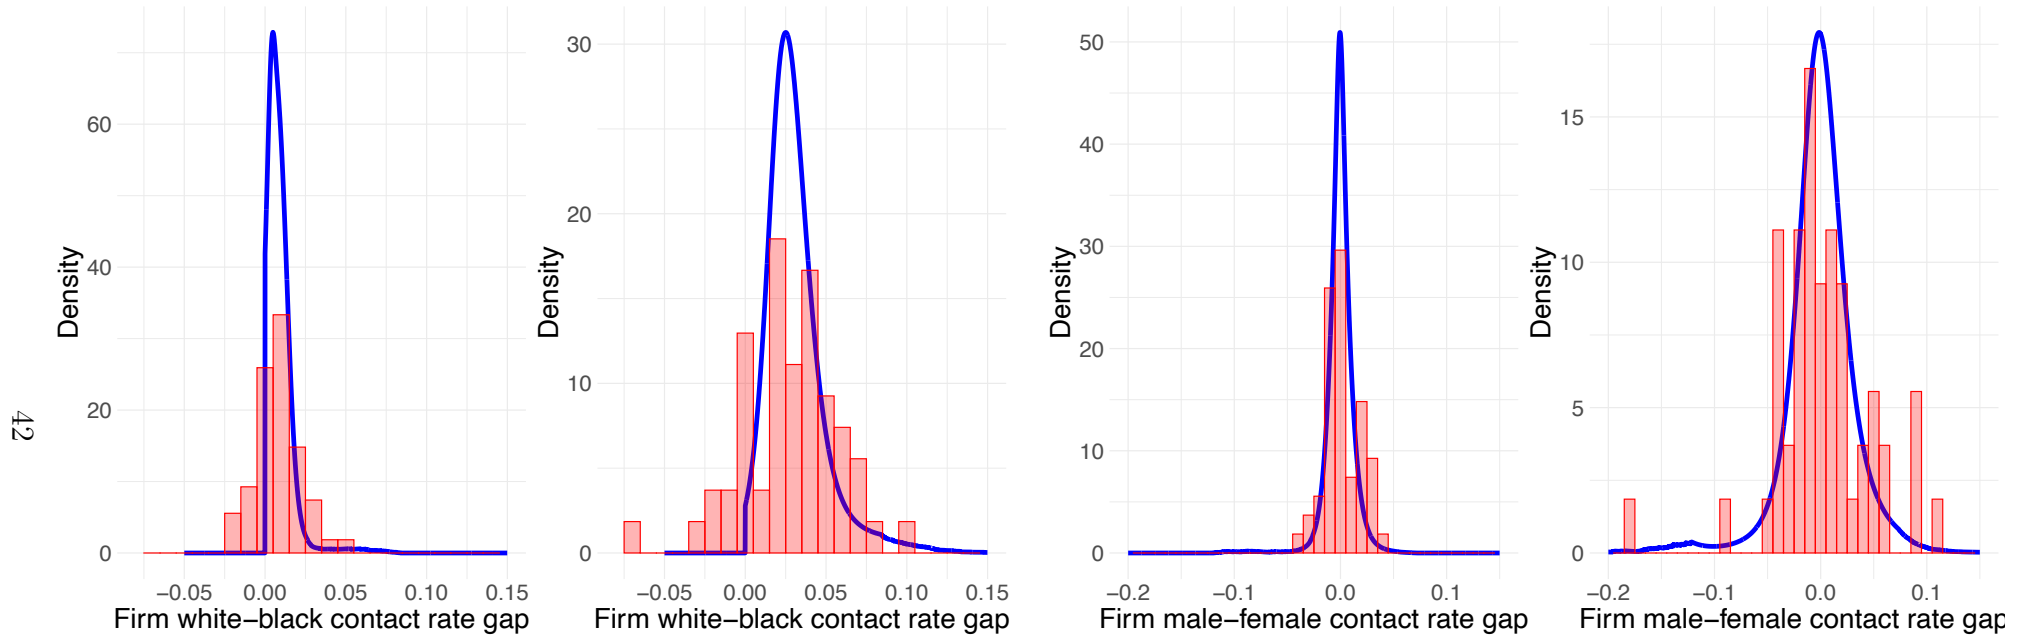 42
Density
60
40
20
0
−0.05 0.00 0.05 0.10 0.15
Firm white−black contact rate gap
Density
30
20
10
0
−0.05 0.00 0.05 0.10 0.15
Firm white−black contact rate gap
Density
50
40
30
20
10
0
−0.2 −0.1 0.0 0.1
Firm male−female contact rate gap
Density
15
10
5
0
−0.2 −0.1 0.0 0.1
Firm male−female contact rate gap